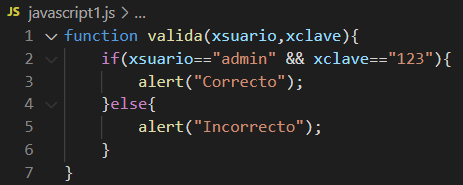 JS javascript1.js > ...
1 function valida(xsuario,xclave){
2 if(xsuario=="admin" && xclave=="123"){
3 alert("Correcto");
4 }else{
5 alert("Incorrecto");
6 }
7 }